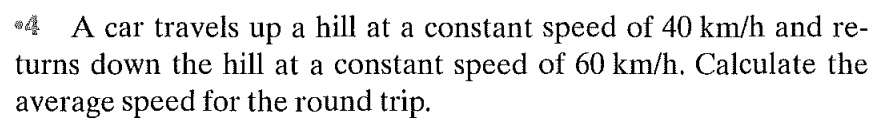 •4 A car travels up a hill at a constant speed of 40 km/h and re-
turns down the hill at a constant speed of 60 km/h. Calculate the
average speed for the round trip.